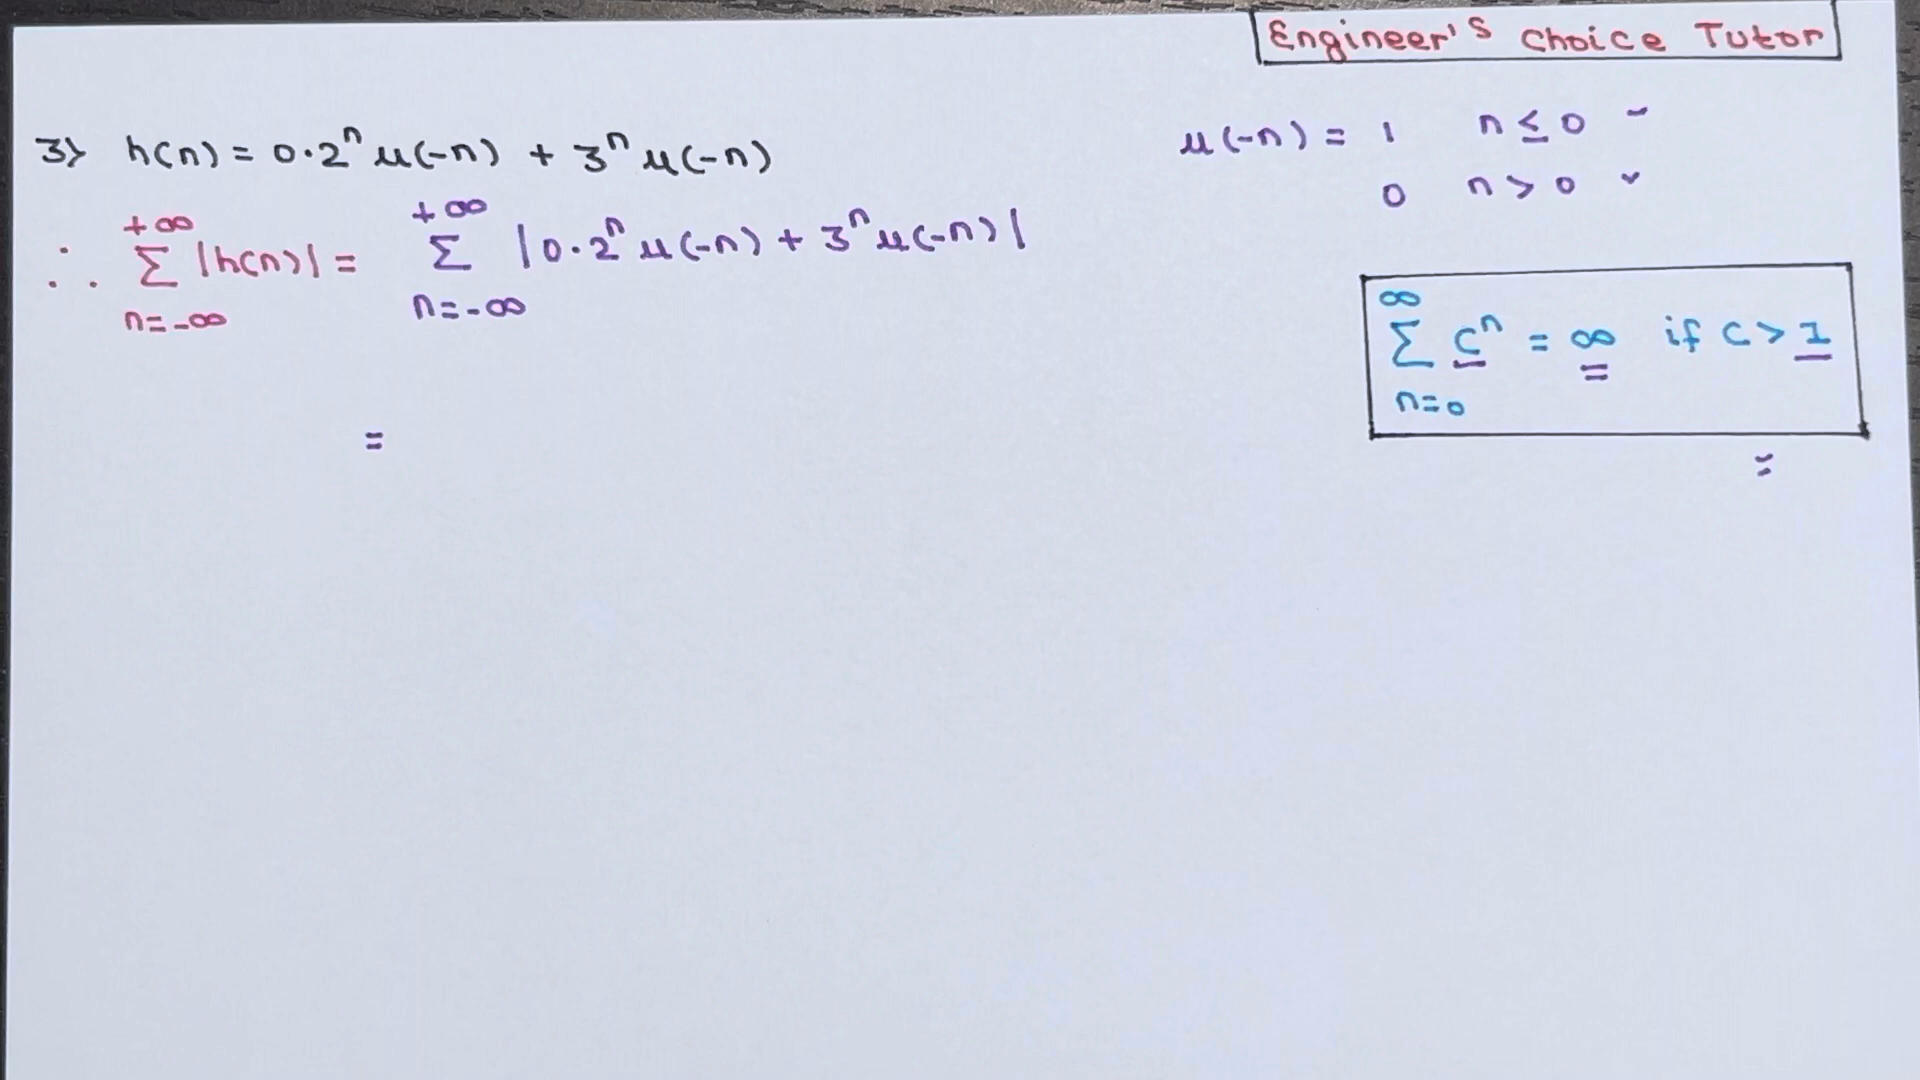 Engineer's Choice Tutor
3) h(n) = 0.2ⁿ u(-n) + 3ⁿ u(-n)
u(-n) = 1 n ≤ 0
0 n > 0
+∞ +∞
∴ Σ |h(n)| = Σ |0.2ⁿ u(-n) + 3ⁿ u(-n)|
n=-∞ n=-∞
∞
Σ cⁿ = ∞ if c > 1
n=0
=